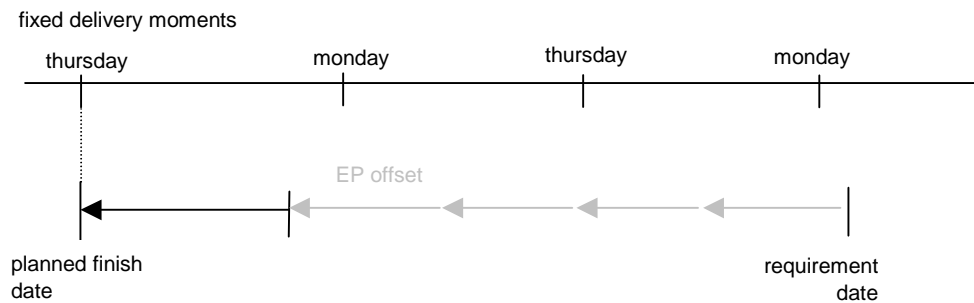 fixed delivery moments
thursday
monday
thursday
monday
EP offset
planned finish
date
requirement
date